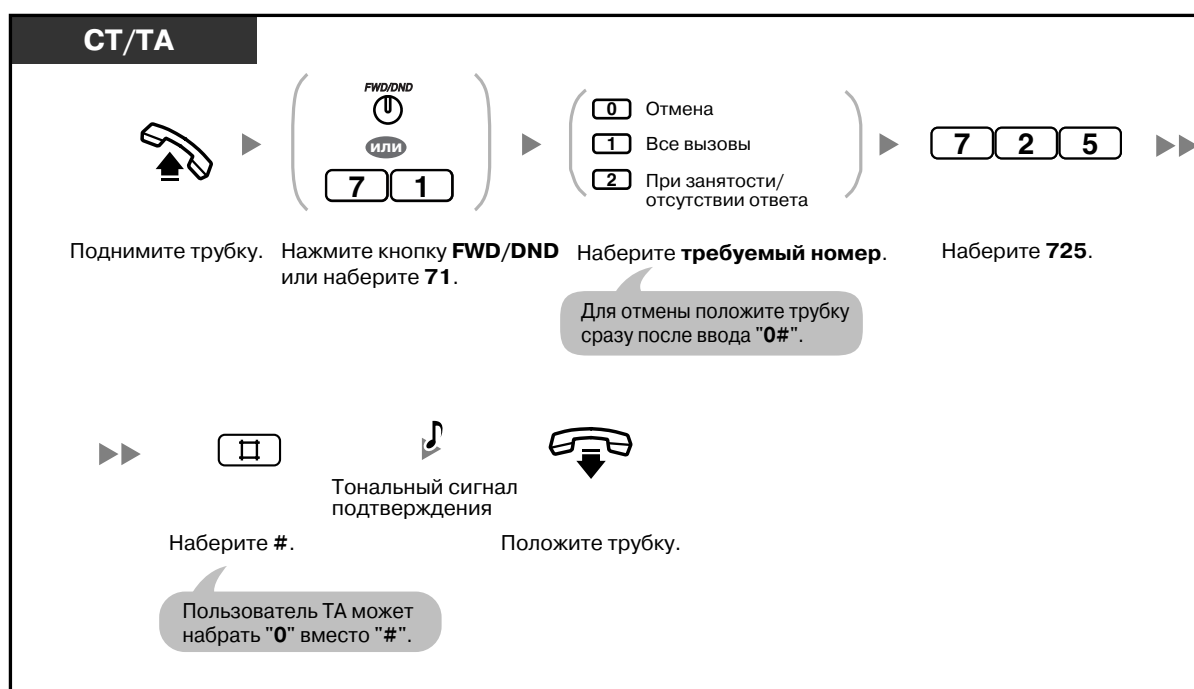 СТ/ТА
FWD/DND
или
7 1
0 Отмена
1 Все вызовы
2 При занятости/
отсутствии ответа
7 2 5
Поднимите трубку.
Нажмите кнопку FWD/DND
или наберите 71.
Наберите требуемый номер.
Для отмены положите трубку
сразу после ввода "0#".
Наберите 725.
Тональный сигнал
подтверждения
Наберите #.
Положите трубку.
Пользователь ТА может
набрать "0" вместо "#".